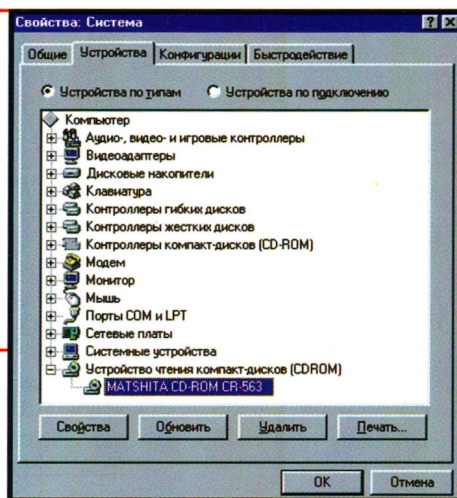 Свойства: Система
Общие Устройства Конфигурации Быстродействие
Устройства по типам Устройства по подключению
Компьютер
Аудио-, видео- и игровые контроллеры
Видеоадаптеры
Дисковые накопители
Клавиатура
Контроллеры гибких дисков
Контроллеры жестких дисков
Контроллеры компакт-дисков (CD-ROM)
Модем
Монитор
Мышь
Порты COM и LPT
Сетевые платы
Системные устройства
Устройство чтения компакт-дисков (CDROM)
MATSHITA CD-ROM CR-563
Свойства Обновить Удалить Печать...
OK Отмена